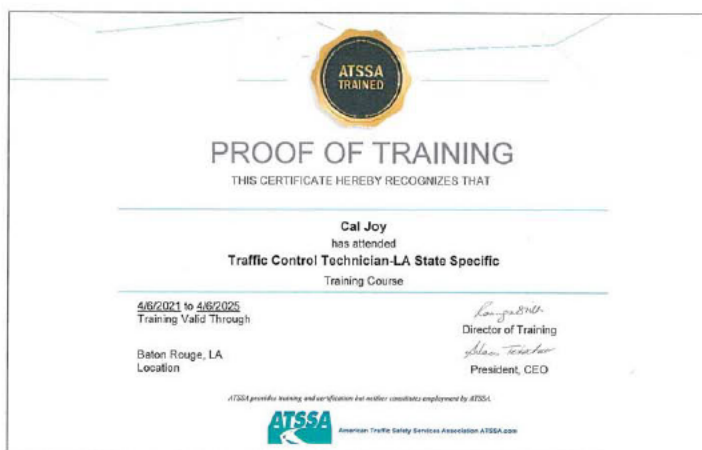 ATSSA
TRAINED
PROOF OF TRAINING
THIS CERTIFICATE HEREBY RECOGNIZES THAT
Cal Joy
has attended
Traffic Control Technician-LA State Specific
Training Course
4/6/2021 to 4/6/2025
Training Valid Through
Director of Training
Baton Rouge, LA
Location
President, CEO
ATSSA provides training and certification but neither constitutes employment by ATSSA.
ATSSA
American Traffic Safety Services Association ATSSA.com